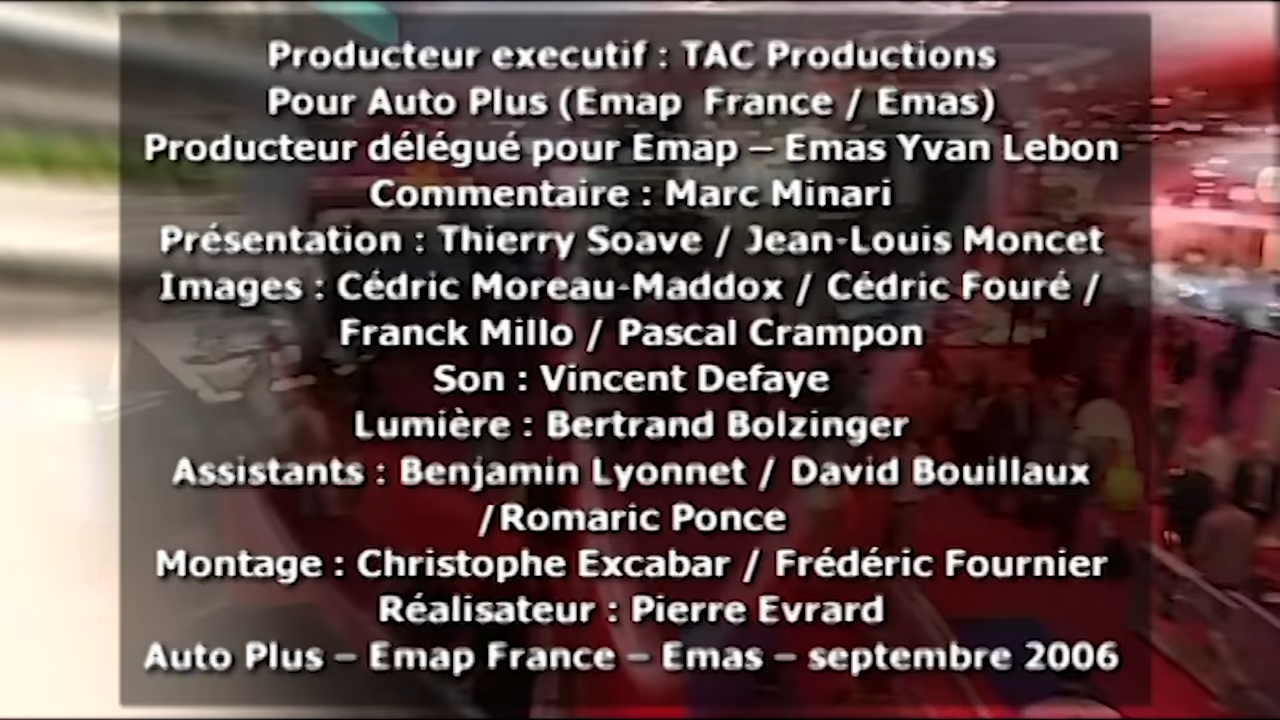 Producteur executif : TAC Productions
Pour Auto Plus (Emap France / Emas)
Producteur délégué pour Emap – Emas Yvan Lebon
Commentaire : Marc Minari
Présentation : Thierry Soave / Jean-Louis Moncet
Images : Cédric Moreau-Maddox / Cédric Fouré /
Franck Millo / Pascal Crampon
Son : Vincent Defaye
Lumière : Bertrand Bolzinger
Assistants : Benjamin Lyonnet / David Bouillaux
/Romaric Ponce
Montage : Christophe Excabar / Frédéric Fournier
Réalisateur : Pierre Evrard
Auto Plus – Emap France – Emas – septembre 2006